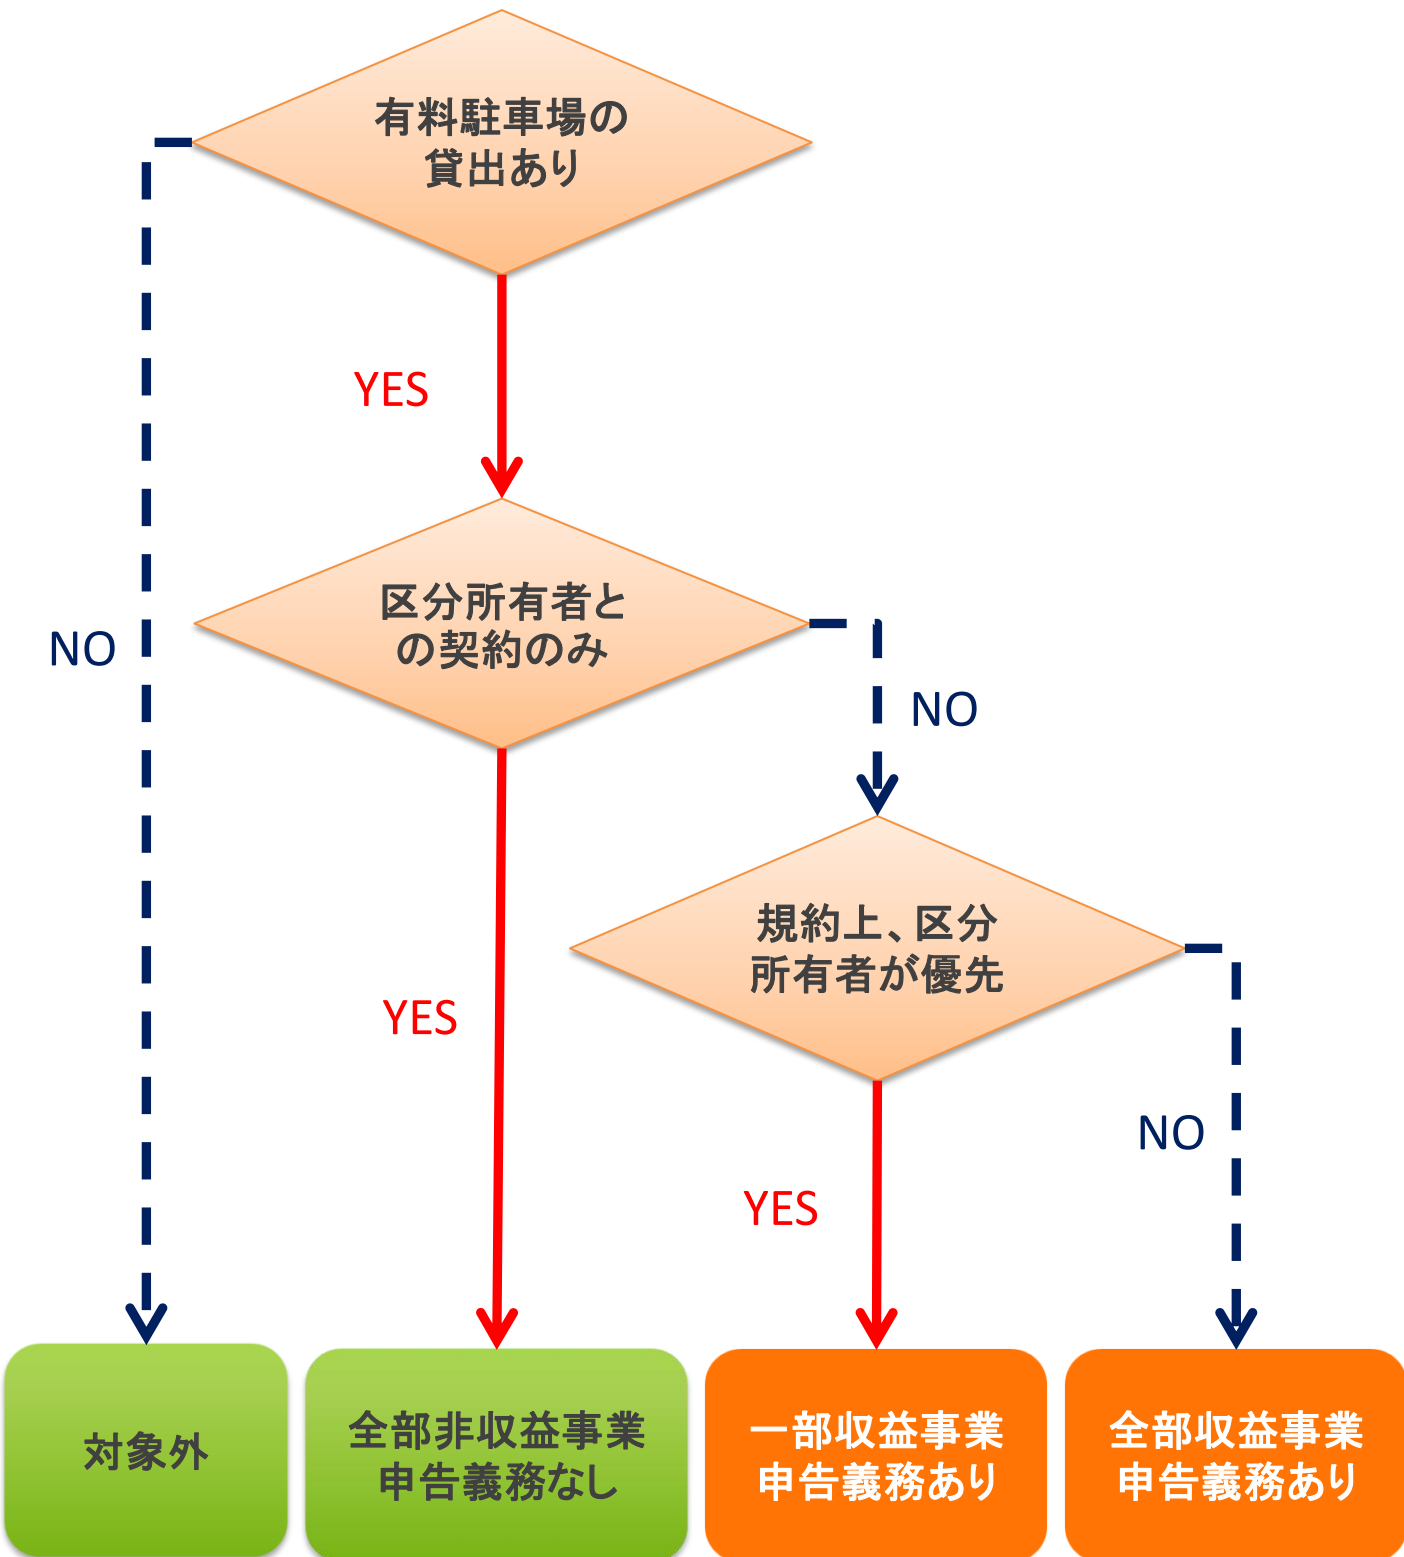 有料駐車場の
貸出あり
YES
区分所有者と
の契約のみ
NO
NO
規約上、区分
所有者が優先
YES
NO
YES
対象外
全部非収益事業
申告義務なし
一部収益事業
申告義務あり
全部収益事業
申告義務あり